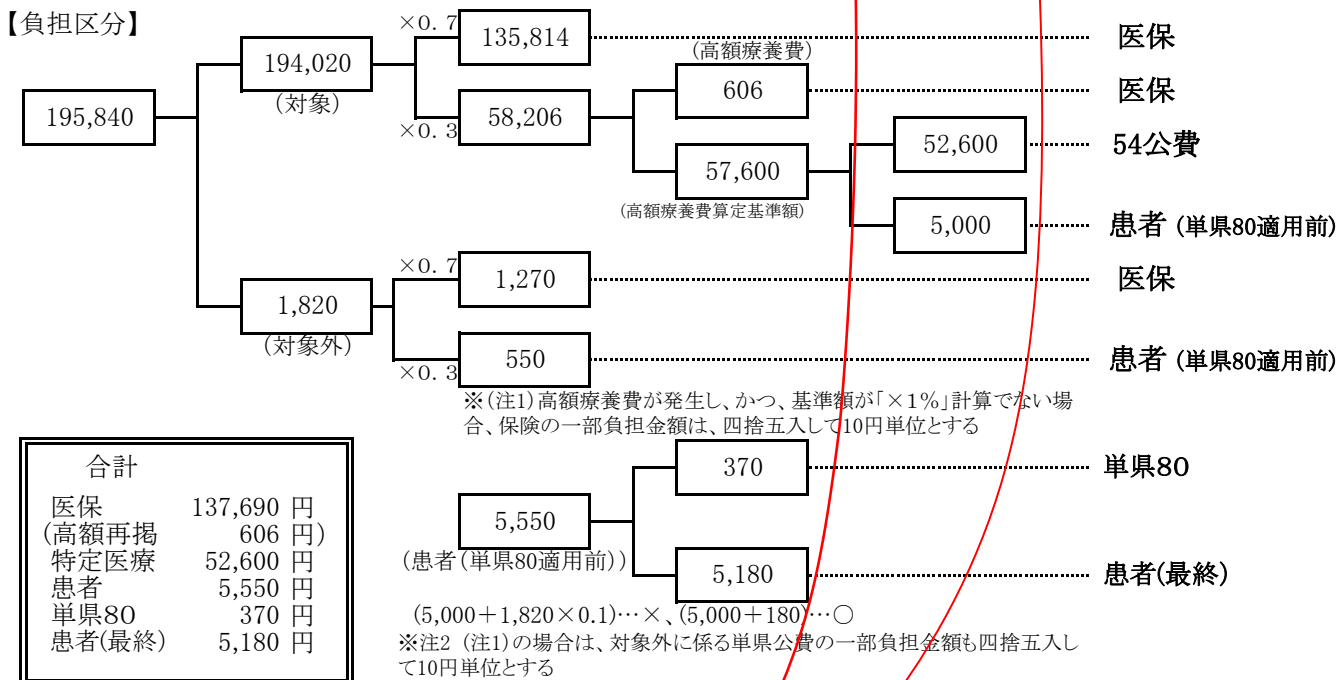 【負担区分】
×0.7
135,814
医保
194,020
(高額療養費)
(対象)
606
医保
195,840
×0.3
58,206
52,600
54公費
57,600
(高額療養費算定基準額)
5,000
患者 (単県80適用前)
×0.7
1,270
医保
1,820
(対象外)
550
患者 (単県80適用前)
×0.3
※(注1)高額療養費が発生し、かつ、基準額が「×1%」計算でない場
合、保険の一部負担金額は、四捨五入して10円単位とする
合計
医保 137,690 円
(高額再掲 606 円)
特定医療 52,600 円
患者 5,550 円
単県80 370 円
患者(最終) 5,180 円
370
単県80
5,550
(患者(単県80適用前))
5,180
患者(最終)
(5,000+1,820×0.1)…×、(5,000+180)…○
※注2 (注1)の場合は、対象外に係る単県公費の一部負担金額も四捨五入し
て10円単位とする